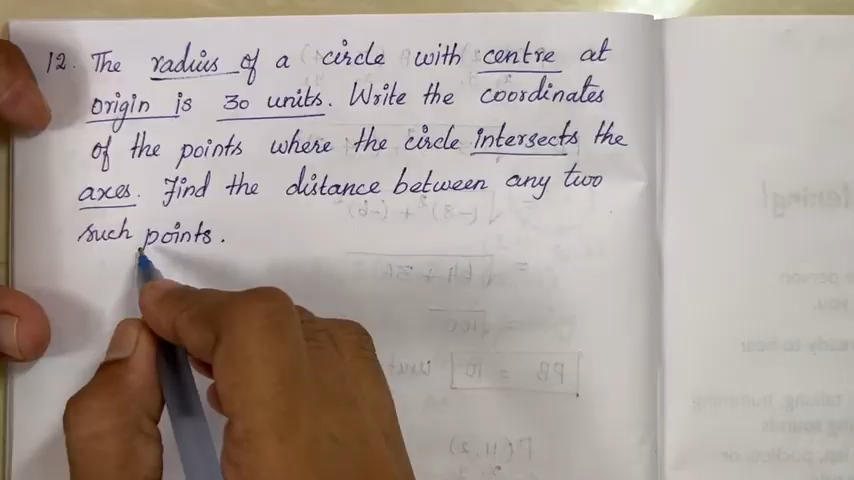 12. The radius of a circle with centre at
origin is 30 units. Write the coordinates
of the points where the circle intersects the
axes. Find the distance between any two
such points.